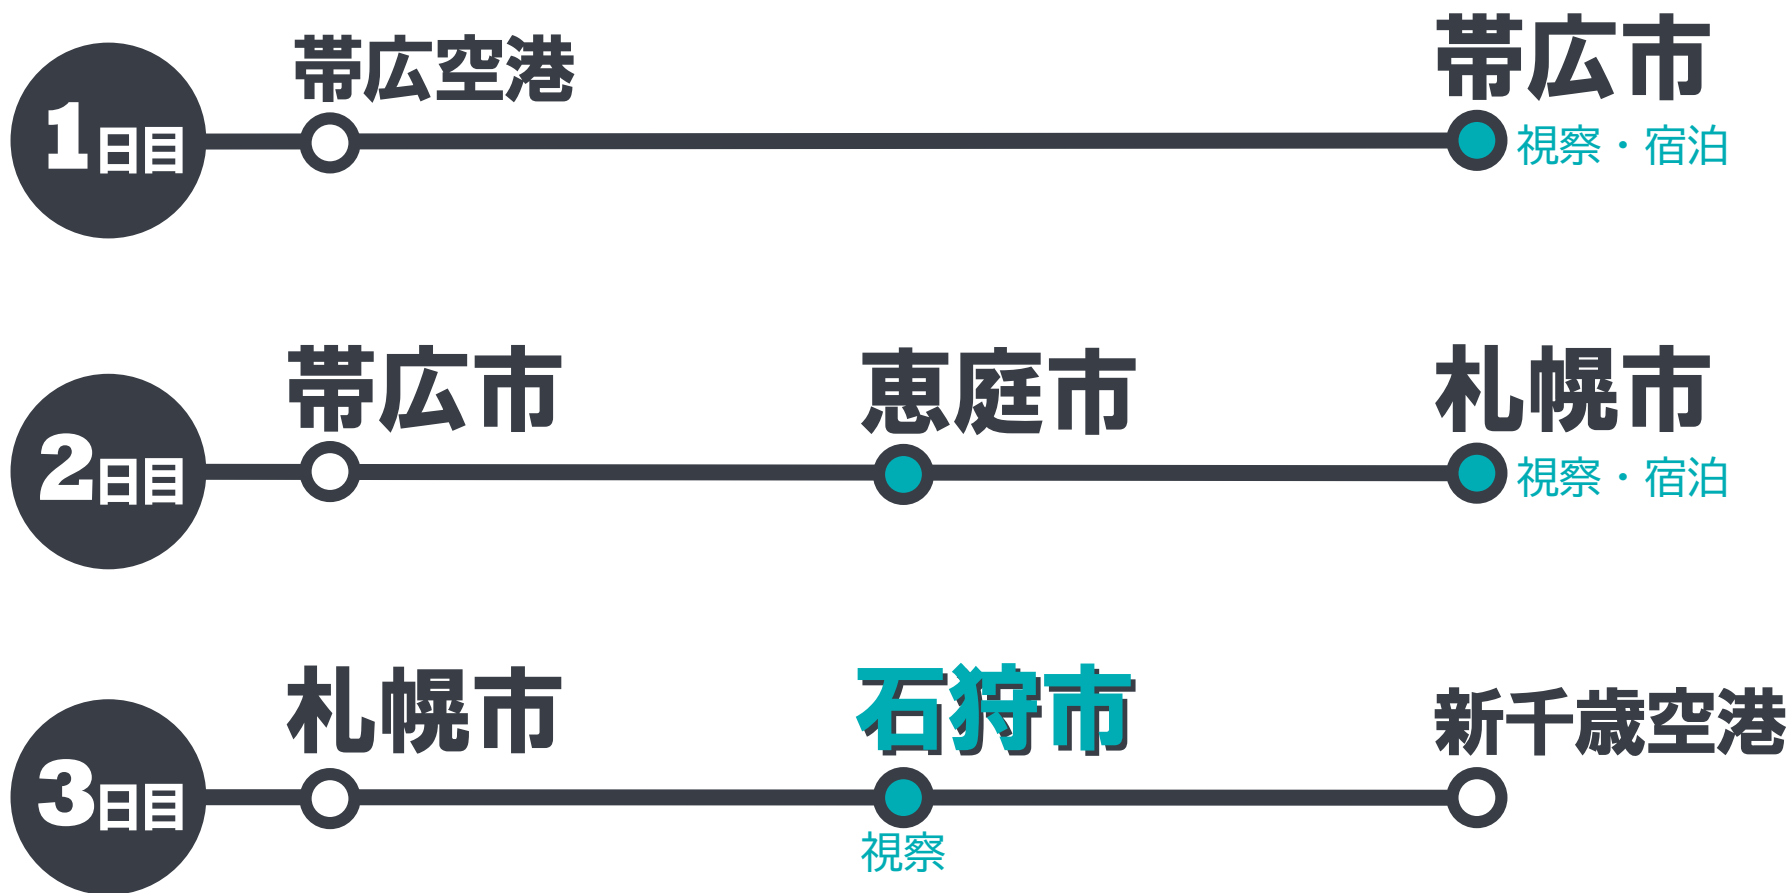 1日目
帯広空港
帯広市
視察・宿泊
2日目
帯広市
恵庭市
札幌市
視察・宿泊
3日目
札幌市
石狩市
視察
新千歳空港